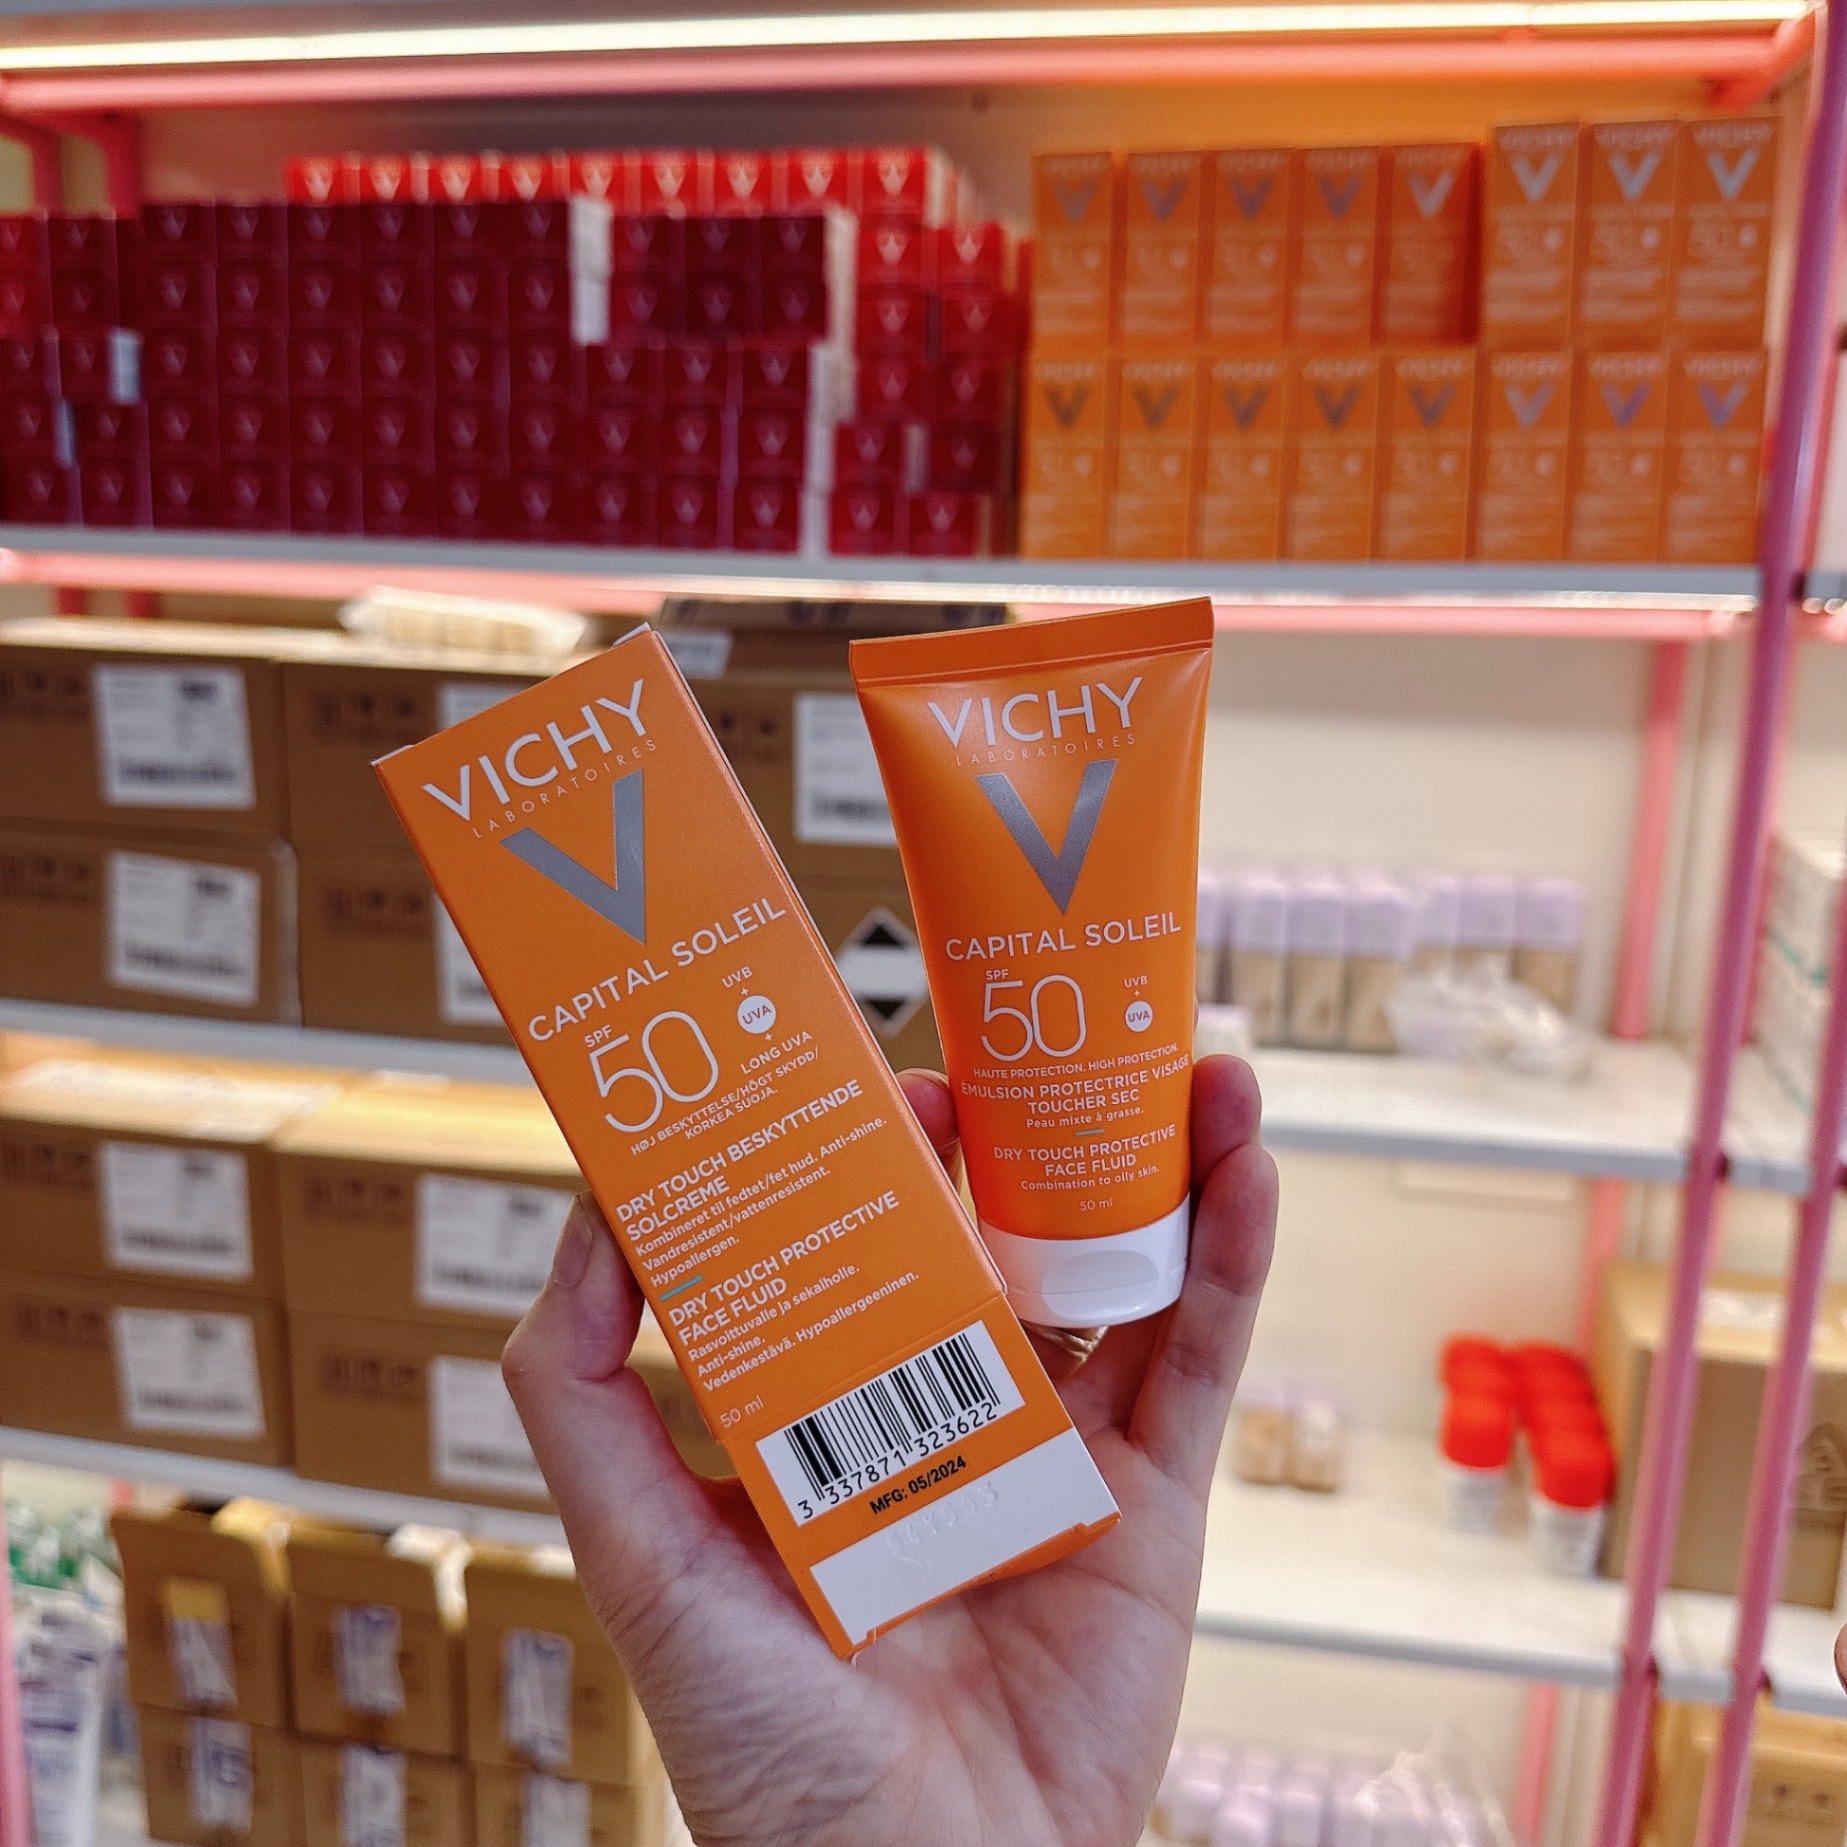 VICHY
LABORATOIRES
CAPITAL SOLEIL
SPF
50
UVB
+
UVA
+
LONG UVA
HØJ BESKYTTELSE/HÖGT SKYDD/
KORKEA SUOJA.
DRY TOUCH BESKYTTENDE
SOLCREME
Kombineret til fedtet/fet hud. Anti-shine.
Vandresistent/vattenresistent.
Hypoallergen.
DRY TOUCH PROTECTIVE
FACE FLUID
Rasvoittuvalle ja sekaiholle.
Anti-shine.
Vedenkestävä. Hypoallergeeninen.
50 ml
3 337871 323622
MFG: 05/2024
VICHY
LABORATOIRES
CAPITAL SOLEIL
SPF
50
UVB
+
UVA
HAUTE PROTECTION. HIGH PROTECTION.
ÉMULSION PROTECTRICE VISAGE
TOUCHER SEC
Peau mixte à grasse.
DRY TOUCH PROTECTIVE
FACE FLUID
Combination to oily skin.
50 ml